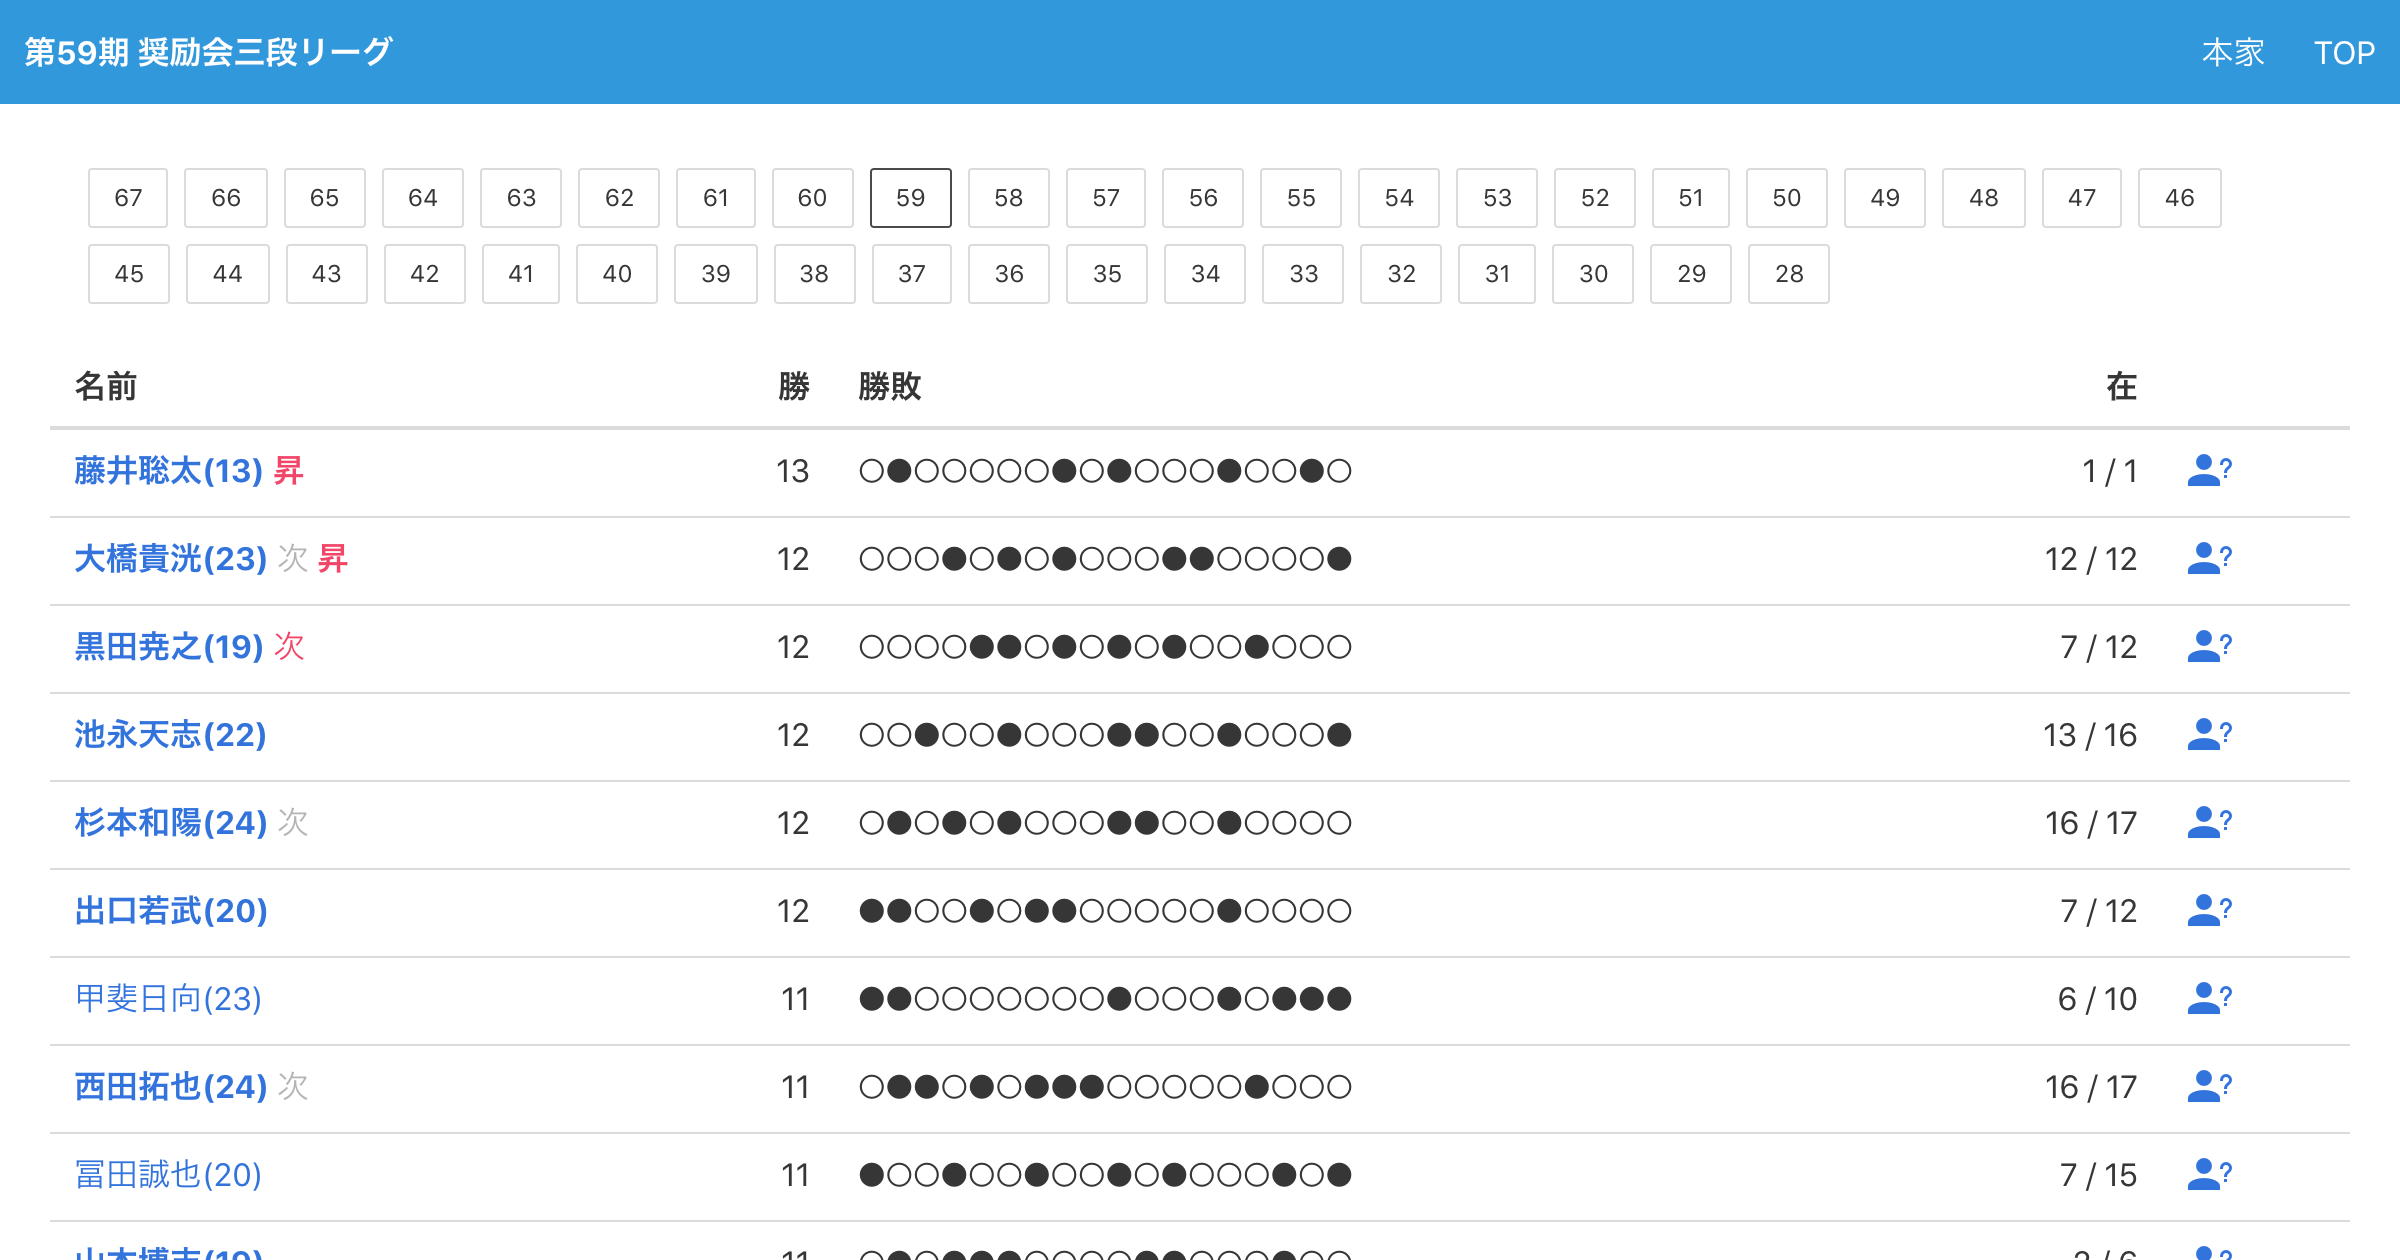 第59期 奨励会三段リーグ 本家 TOP
67 66 65 64 63 62 61 60 59 58 57 56 55 54 53 52 51 50 49 48 47 46
45 44 43 42 41 40 39 38 37 36 35 34 33 32 31 30 29 28
名前 勝 勝敗 在
藤井聡太(13) 昇 13 ○●○○○○○●○●○○○●○○●○ 1 / 1 ?
大橋貴洸(23) 次 昇 12 ○○○●○●○●○○○●●○○○○● 12 / 12 ?
黒田尭之(19) 次 12 ○○○○●●○●○●○●○○●○○○ 7 / 12 ?
池永天志(22) 12 ○○●○○●○○○●●○○●○○○● 13 / 16 ?
杉本和陽(24) 次 12 ○●○●○●○○○●●○○●○○○○ 16 / 17 ?
出口若武(20) 12 ●●○○●○●●○○○○○●○○○○ 7 / 12 ?
甲斐日向(23) 11 ●●○○○○○○○●○○○●○●●● 6 / 10 ?
西田拓也(24) 次 11 ○●●○●○●●●○○○○○●○○○ 16 / 17 ?
冨田誠也(20) 11 ●○○●○○●○○●○●○○○●○● 7 / 15 ?
山本博志(19) 11 ○●○●●●○○○○●●○○○●○○ ?